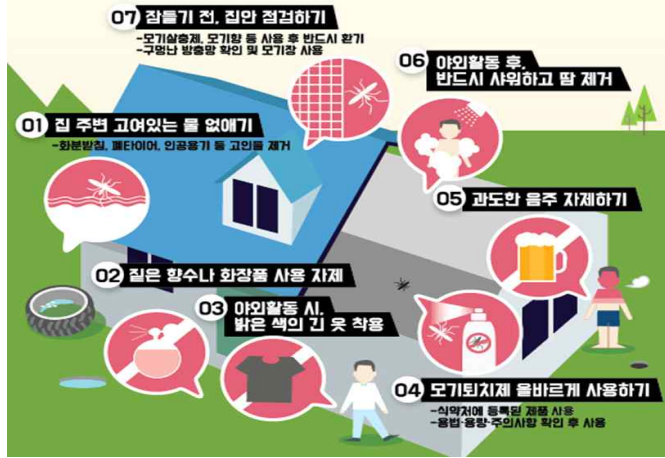 01 집 주변 고여있는 물 없애기
-화분받침, 폐타이어, 인공용기 등 고인물 제거
02 짙은 향수나 화장품 사용 자제
03 야외활동 시,
밝은 색의 긴 옷 착용
04 모기퇴치제 올바르게 사용하기
-식약처에 등록된 제품 사용
-용법·용량·주의사항 확인 후 사용
05 과도한 음주 자제하기
06 야외활동 후,
반드시 샤워하고 땀 제거
07 잠들기 전, 집안 점검하기
-모기살충제, 모기향 등 사용 후 반드시 환기
-구멍난 방충망 확인 및 모기장 사용